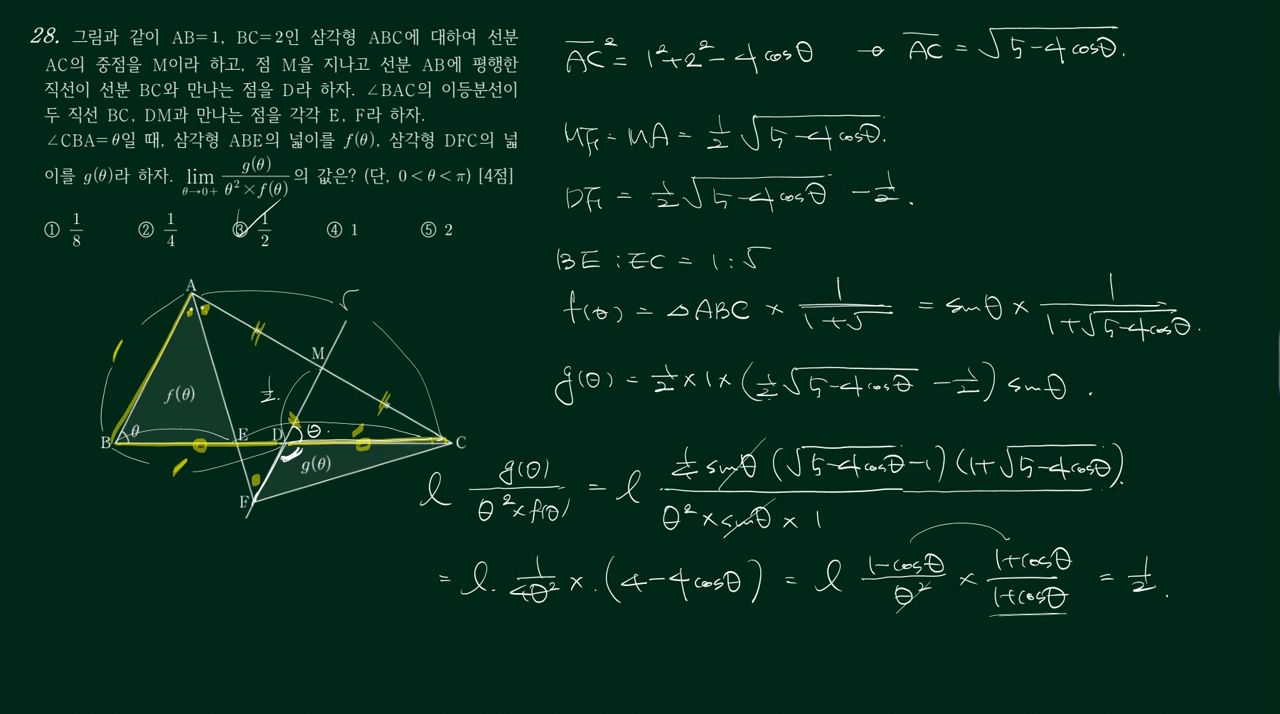 28. 그림과 같이 AB=1, BC=2인 삼각형 ABC에 대하여 선분
AC의 중점을 M이라 하고, 점 M을 지나고 선분 AB에 평행한
직선이 선분 BC와 만나는 점을 D라 하자. ∠BAC의 이등분선이
두 직선 BC, DM과 만나는 점을 각각 E, F라 하자.
∠CBA=θ일 때, 삼각형 ABE의 넓이를 f(θ), 삼각형 DFC의 넓
이를 g(θ)라 하자. lim θ→0+ g(θ)/(θ²×f(θ))의 값은? (단, 0<θ<π) [4점]
① 1/8 ② 1/4 ③ 1/2 ④ 1 ⑤ 2
A
√
M
1/2
f(θ)
B θ E D θ C
g(θ)
F
AC² = 1²+2²-4cosθ → AC = √(5-4cosθ).
MF = MA = 1/2 √(5-4cosθ).
DF = 1/2 √(5-4cosθ) - 1/2.
BE : EC = 1 : √
f(θ) = △ABC × 1/(1+√) = sinθ × 1/(1+√(5-4cosθ)).
g(θ) = 1/2 × 1 × (1/2 √(5-4cosθ) - 1/2) sinθ.
l g(θ)/(θ²×f(θ)) = l 1/4 sinθ (√(5-4cosθ)-1)(1+√(5-4cosθ))/(θ²×sinθ×1)
= l. 1/(4θ²) ×. (4-4cosθ) = l (1-cosθ)/θ² × (1+cosθ)/(1+cosθ) = 1/2.